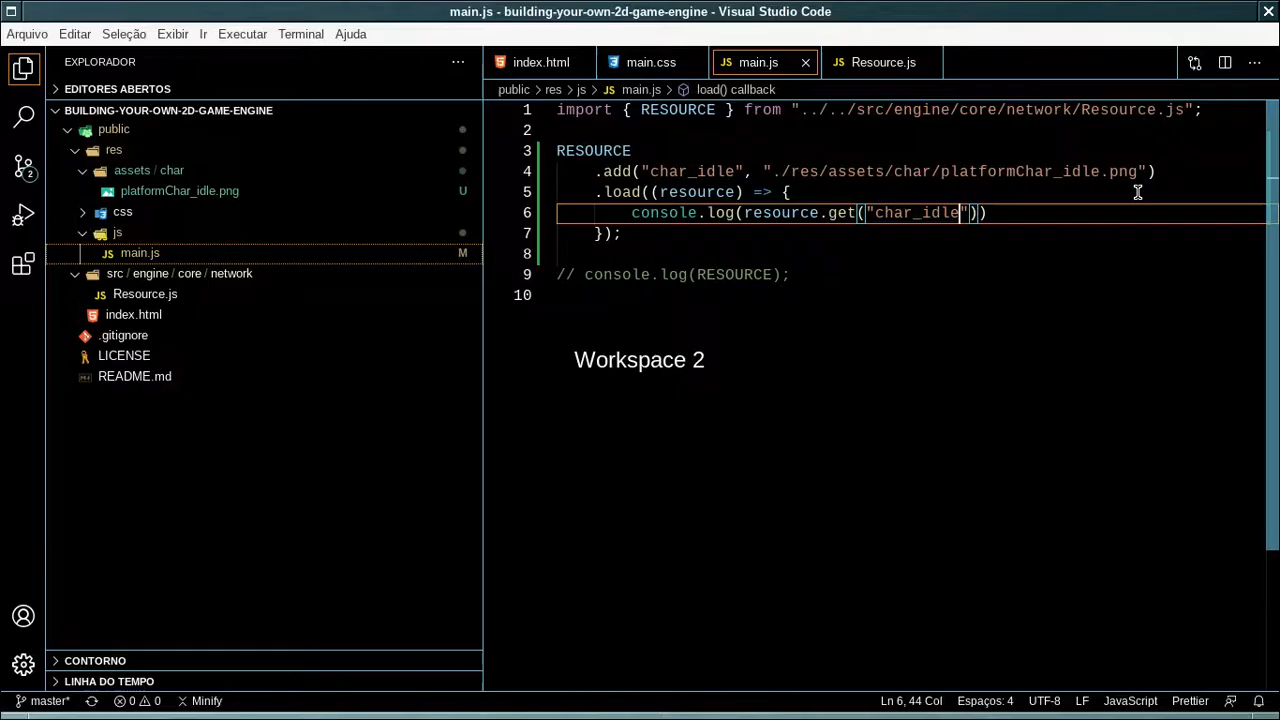 main.js - building-your-own-2d-game-engine - Visual Studio Code
Arquivo Editar Seleção Exibir Ir Executar Terminal Ajuda
EXPLORADOR
EDITORES ABERTOS
BUILDING-YOUR-OWN-2D-GAME-ENGINE
public
res
assets / char
platformChar_idle.png U
css
js
JS main.js M
src / engine / core / network
JS Resource.js
index.html
.gitignore
LICENSE
README.md
CONTORNO
LINHA DO TEMPO
index.html main.css JS main.js JS Resource.js
public > res > js > JS main.js > load() callback
1 import { RESOURCE } from "../../src/engine/core/network/Resource.js";
2
3 RESOURCE
4 .add("char_idle", "./res/assets/char/platformChar_idle.png")
5 .load((resource) => {
6 console.log(resource.get("char_idle"))
7 });
8
9 // console.log(RESOURCE);
10
Workspace 2
2
master* 0 0 Minify
Ln 6, 44 Col Espaços: 4 UTF-8 LF JavaScript Prettier